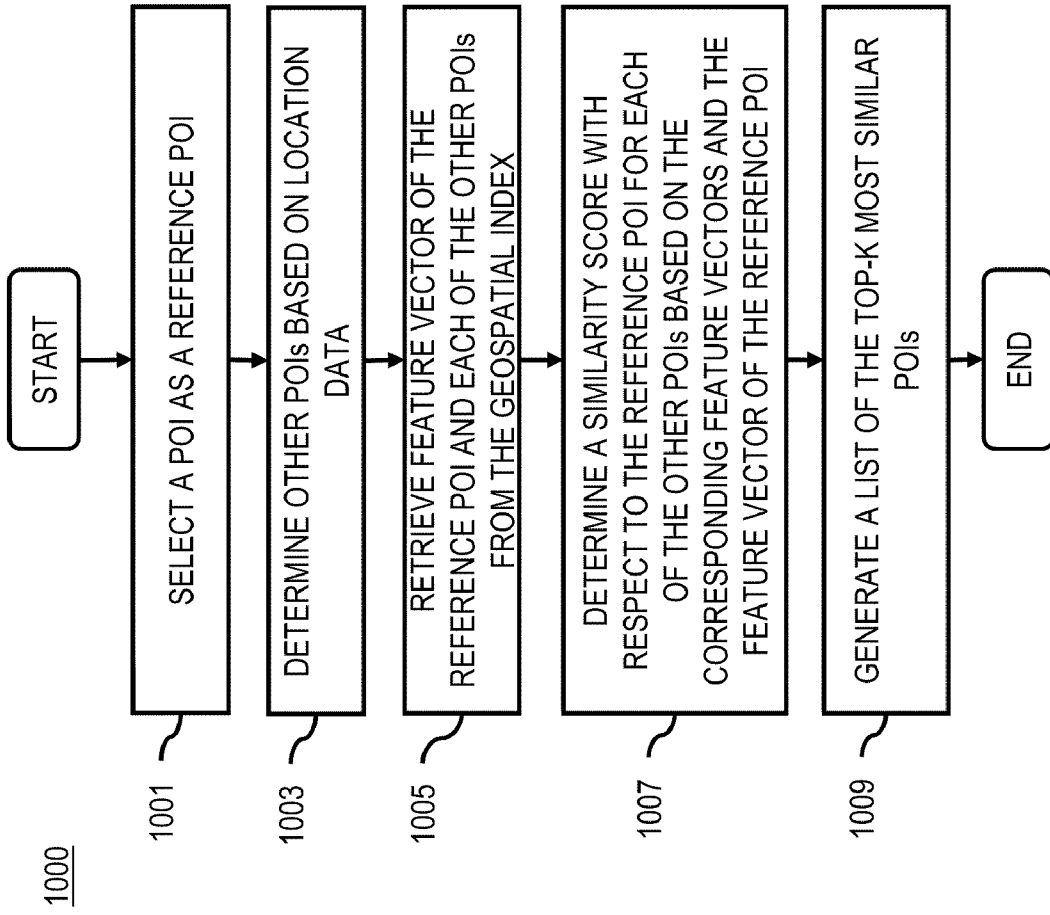 1000
START
1001
SELECT A POI AS A REFERENCE POI
1003
DETERMINE OTHER POIs BASED ON LOCATION
DATA
1005
RETRIEVE FEATURE VECTOR OF THE
REFERENCE POI AND EACH OF THE OTHER POIs
FROM THE GEOSPATIAL INDEX
1007
DETERMINE A SIMILARITY SCORE WITH
RESPECT TO THE REFERENCE POI FOR EACH
OF THE OTHER POIs BASED ON THE
CORRESPONDING FEATURE VECTORS AND THE
FEATURE VECTOR OF THE REFERENCE POI
1009
GENERATE A LIST OF THE TOP-K MOST SIMILAR
POIs
END